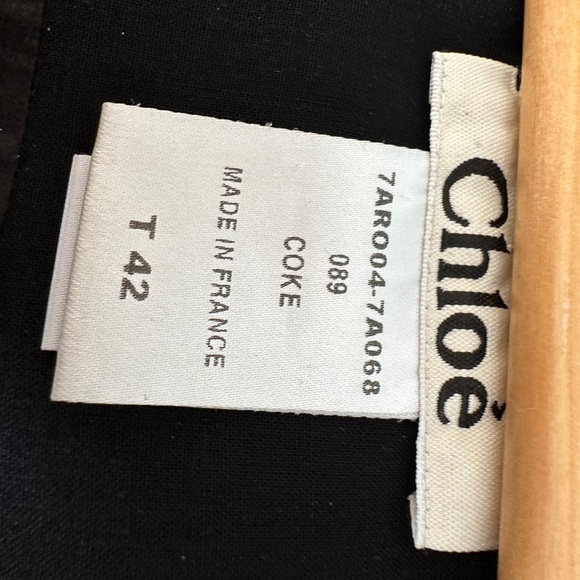 Chloé
7AR004-7A068
089
COKE
MADE IN FRANCE
T 42